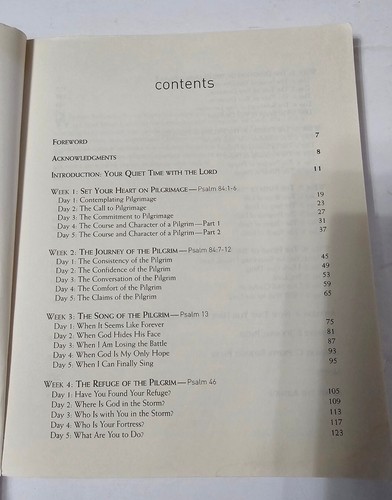 contents
FOREWORD 7
ACKNOWLEDGMENTS 8
INTRODUCTION: YOUR QUIET TIME WITH THE LORD 11
WEEK 1: SET YOUR HEART ON PILGRIMAGE—Psalm 84:1-6
Day 1: Contemplating Pilgrimage 19
Day 2: The Call to Pilgrimage 23
Day 3: The Commitment to Pilgrimage 27
Day 4: The Course and Character of a Pilgrim—Part 1 31
Day 5: The Course and Character of a Pilgrim—Part 2 37
WEEK 2: THE JOURNEY OF THE PILGRIM—Psalm 84:7-12
Day 1: The Consistency of the Pilgrim 45
Day 2: The Confidence of the Pilgrim 49
Day 3: The Conversation of the Pilgrim 53
Day 4: The Comfort of the Pilgrim 59
Day 5: The Claims of the Pilgrim 65
WEEK 3: THE SONG OF THE PILGRIM—Psalm 13
Day 1: When It Seems Like Forever 75
Day 2: When God Hides His Face 81
Day 3: When I Am Losing the Battle 87
Day 4: When God Is My Only Hope 93
Day 5: When I Can Finally Sing 95
WEEK 4: THE REFUGE OF THE PILGRIM—Psalm 46
Day 1: Have You Found Your Refuge? 105
Day 2: Where Is God in the Storm? 109
Day 3: Who Is with You in the Storm? 113
Day 4: Who Is Your Fortress? 117
Day 5: What Are You to Do? 123